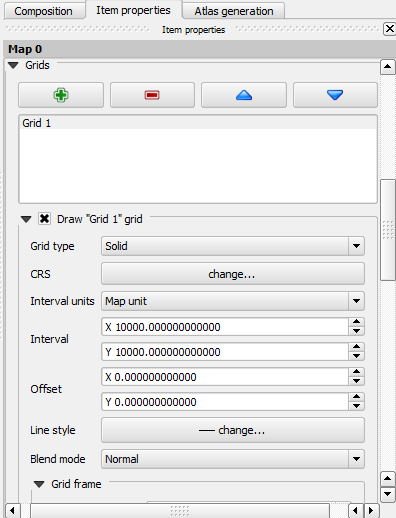 Composition Item properties Atlas generation
Item properties
Map 0
Grids
Grid 1
Draw "Grid 1" grid
Grid type Solid
CRS change...
Interval units Map unit
Interval X 10000.000000000000
Y 10000.000000000000
Offset X 0.000000000000
Y 0.000000000000
Line style change...
Blend mode Normal
Grid frame